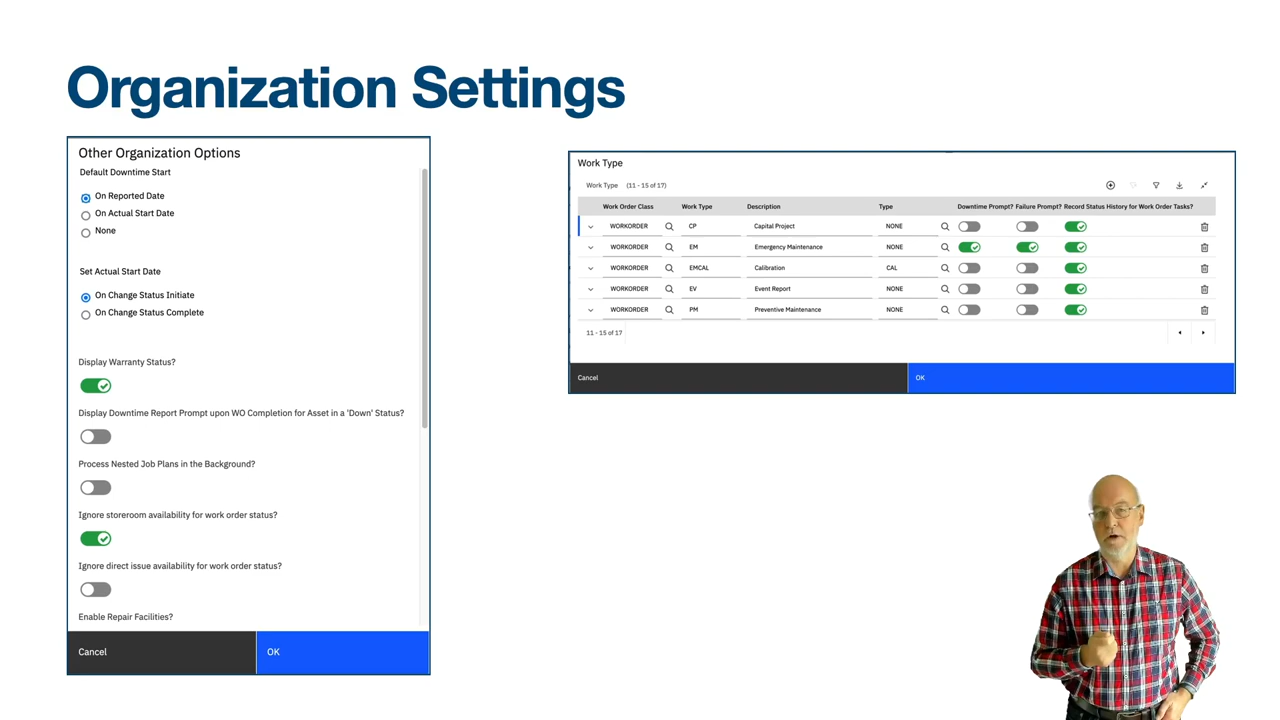 Organization Settings
Other Organization Options
Default Downtime Start
On Reported Date
On Actual Start Date
None
Set Actual Start Date
On Change Status Initiate
On Change Status Complete
Display Warranty Status?
Display Downtime Report Prompt upon WO Completion for Asset in a 'Down' Status?
Process Nested Job Plans in the Background?
Ignore storeroom availability for work order status?
Ignore direct issue availability for work order status?
Enable Repair Facilities?
Cancel OK
Work Type
Work Type (11 - 15 of 17)
Work Order Class Work Type Description Type Downtime Prompt? Failure Prompt? Record Status History for Work Order Tasks?
WORKORDER CP Capital Project NONE
WORKORDER EM Emergency Maintenance NONE
WORKORDER EMCAL Calibration CAL
WORKORDER EV Event Report NONE
WORKORDER PM Preventive Maintenance NONE
11 - 15 of 17
Cancel OK